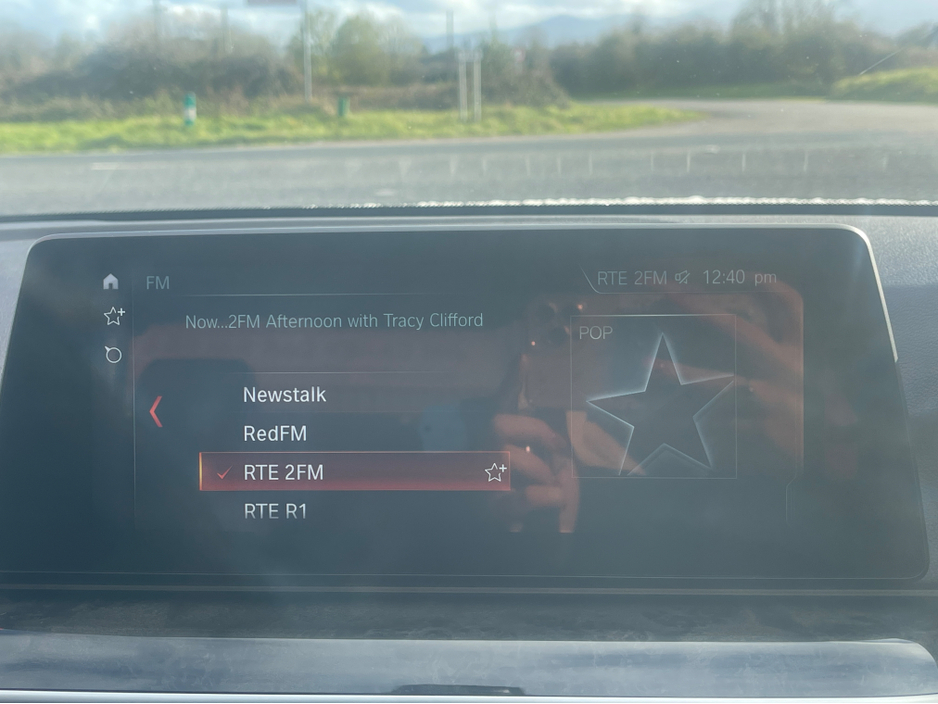 FM
RTE 2FM 12:40 pm
Now...2FM Afternoon with Tracy Clifford
POP
Newstalk
RedFM
RTE 2FM
RTE R1